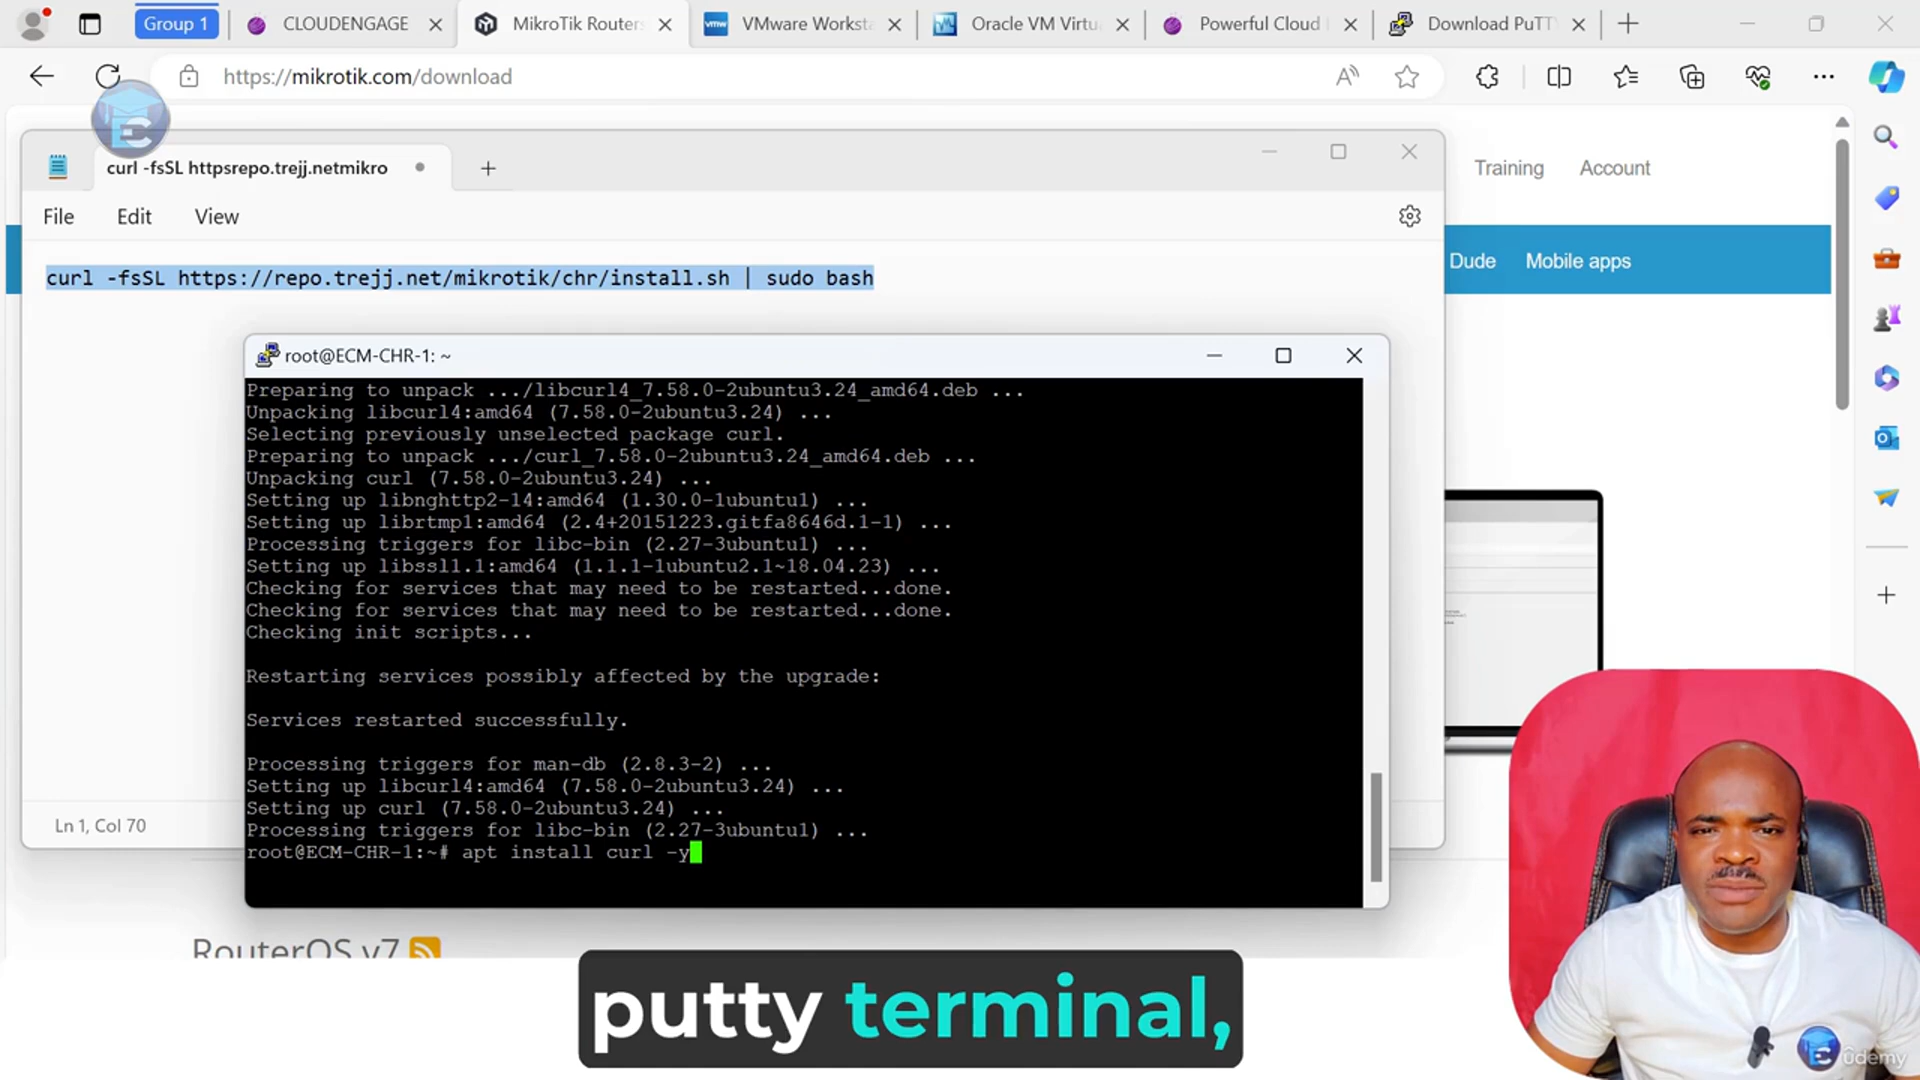 Group 1
CLOUDENGAGE
MikroTik Routers
VMware Worksta
Oracle VM Virtu
Powerful Cloud
Download PuTTY
https://mikrotik.com/download
curl -fsSL httpsrepo.trejj.netmikro
File Edit View
curl -fsSL https://repo.trejj.net/mikrotik/chr/install.sh | sudo bash
Training Account
Dude Mobile apps
root@ECM-CHR-1: ~
Preparing to unpack .../libcurl4_7.58.0-2ubuntu3.24_amd64.deb ...
Unpacking libcurl4:amd64 (7.58.0-2ubuntu3.24) ...
Selecting previously unselected package curl.
Preparing to unpack .../curl_7.58.0-2ubuntu3.24_amd64.deb ...
Unpacking curl (7.58.0-2ubuntu3.24) ...
Setting up libnghttp2-14:amd64 (1.30.0-1ubuntu1) ...
Setting up librtmp1:amd64 (2.4+20151223.gitfa8646d.1-1) ...
Processing triggers for libc-bin (2.27-3ubuntu1) ...
Setting up libssl1.1:amd64 (1.1.1-1ubuntu2.1~18.04.23) ...
Checking for services that may need to be restarted...done.
Checking for services that may need to be restarted...done.
Checking init scripts...
Restarting services possibly affected by the upgrade:
Services restarted successfully.
Processing triggers for man-db (2.8.3-2) ...
Setting up libcurl4:amd64 (7.58.0-2ubuntu3.24) ...
Setting up curl (7.58.0-2ubuntu3.24) ...
Processing triggers for libc-bin (2.27-3ubuntu1) ...
root@ECM-CHR-1:~# apt install curl -y
Ln 1, Col 70
RouterOS v7
putty terminal,
udemy